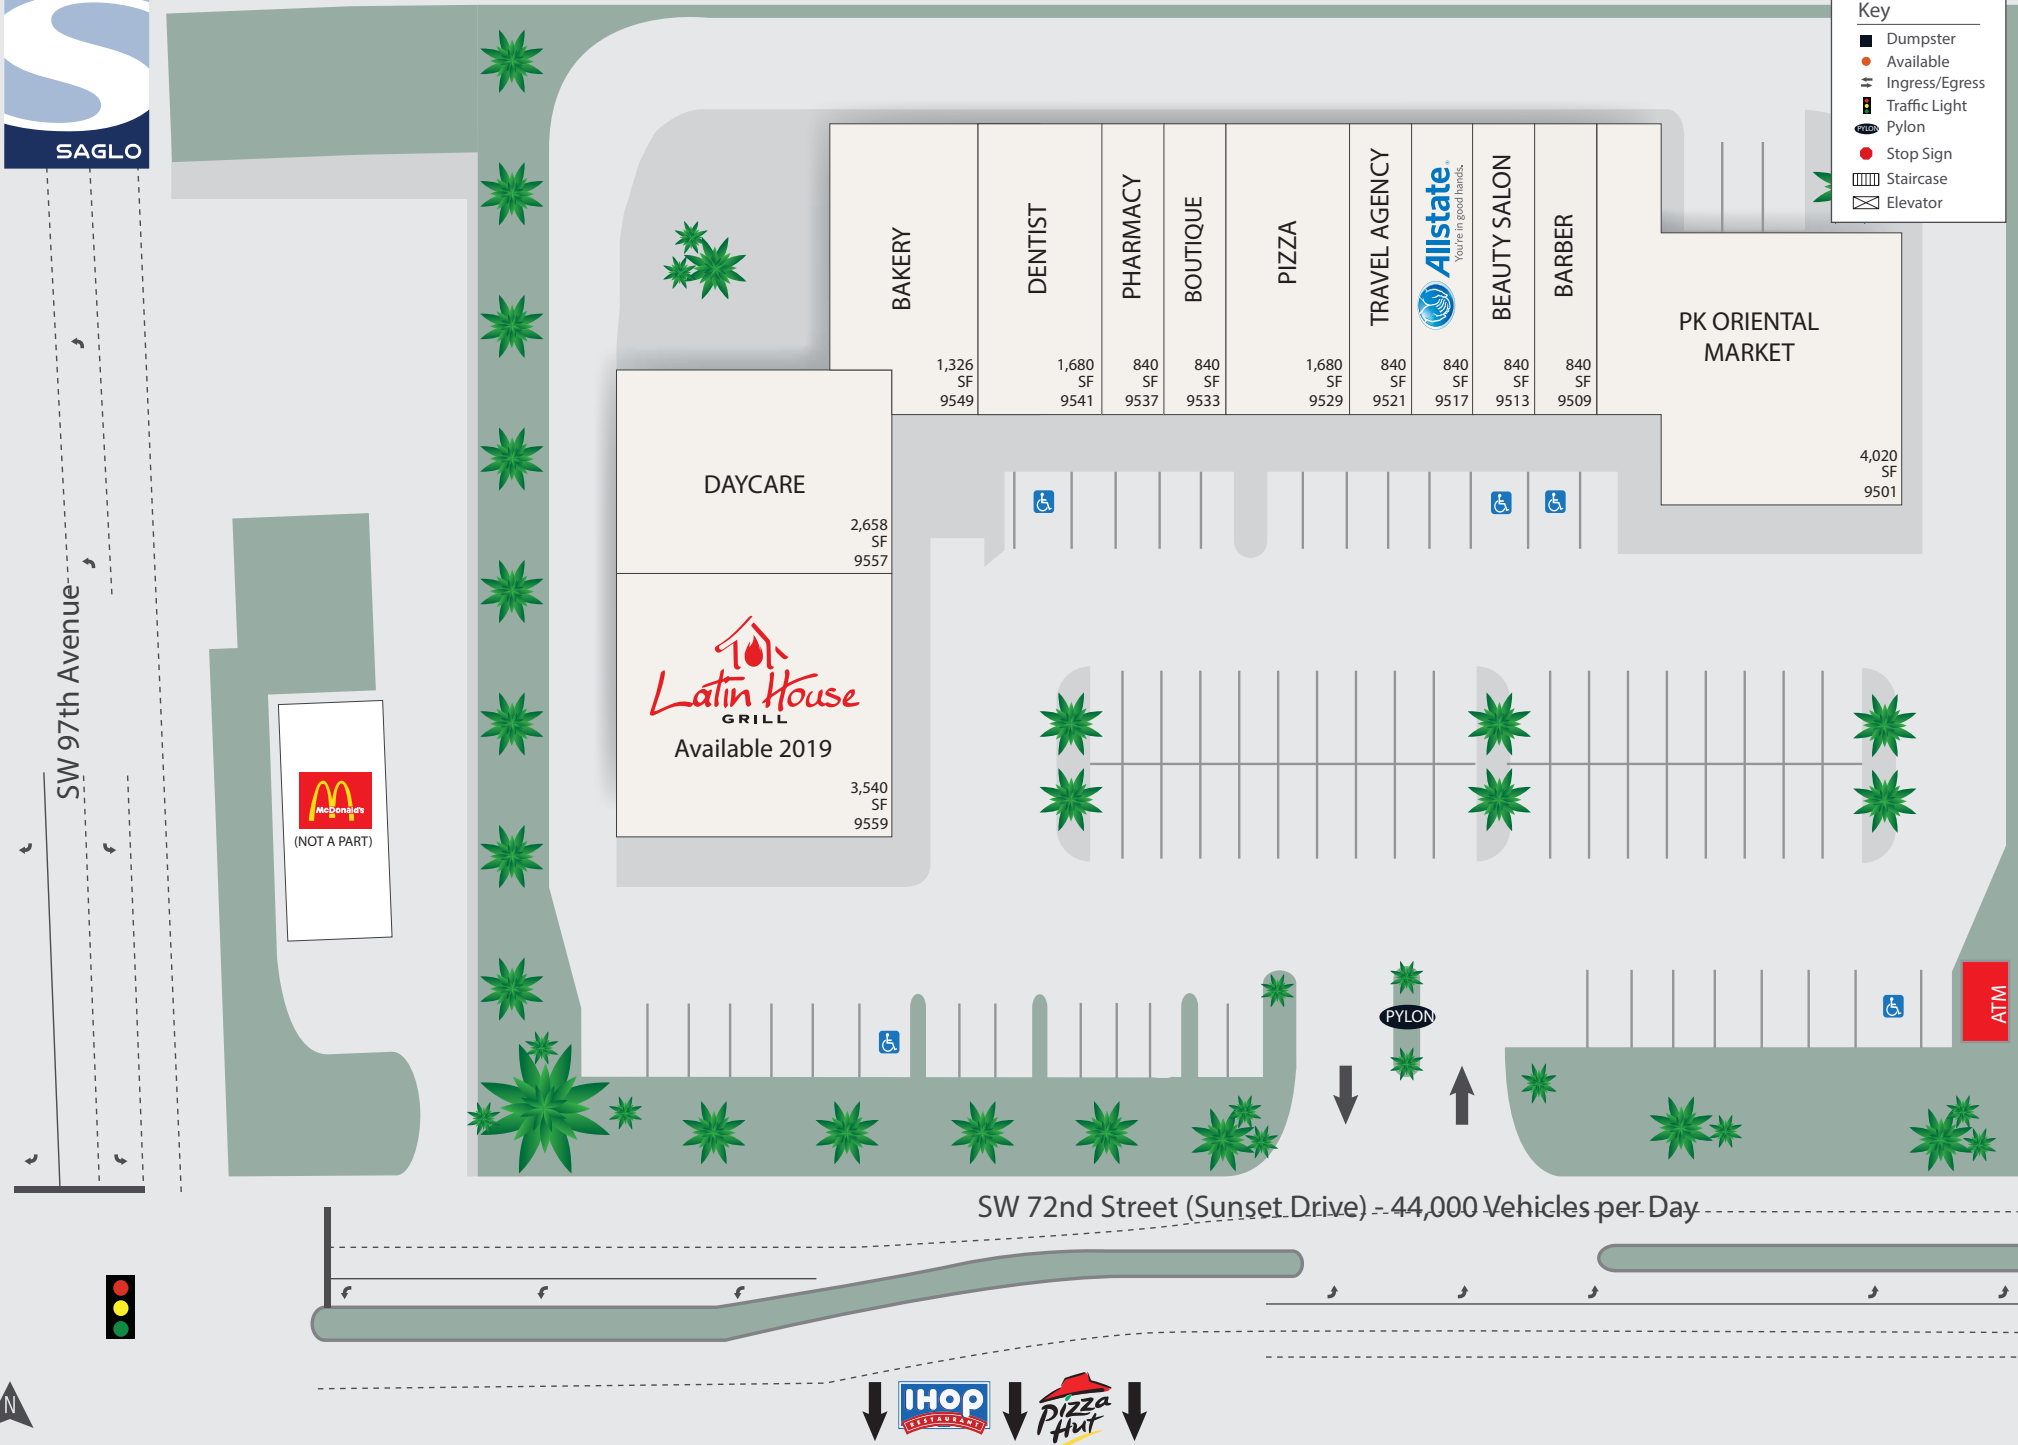 SAGLO
Key
Dumpster
Available
Ingress/Egress
Traffic Light
PYLON
Pylon
Stop Sign
Staircase
Elevator
BAKERY
1,326
SF
9549
DENTIST
1,680
SF
9541
PHARMACY
840
SF
9537
BOUTIQUE
840
SF
9533
PIZZA
1,680
SF
9529
TRAVEL AGENCY
840
SF
9521
Allstate
You're in good hands.
840
SF
9517
BEAUTY SALON
840
SF
9513
BARBER
840
SF
9509
PK ORIENTAL
MARKET
4,020
SF
9501
DAYCARE
2,658
SF
9557
Latin House
GRILL
Available 2019
3,540
SF
9559
SW 97th Avenue
McDonald's
(NOT A PART)
PYLON
ATM
SW 72nd Street (Sunset Drive) - 44,000 Vehicles per Day
N
IHOP
RESTAURANT
Pizza
Hut